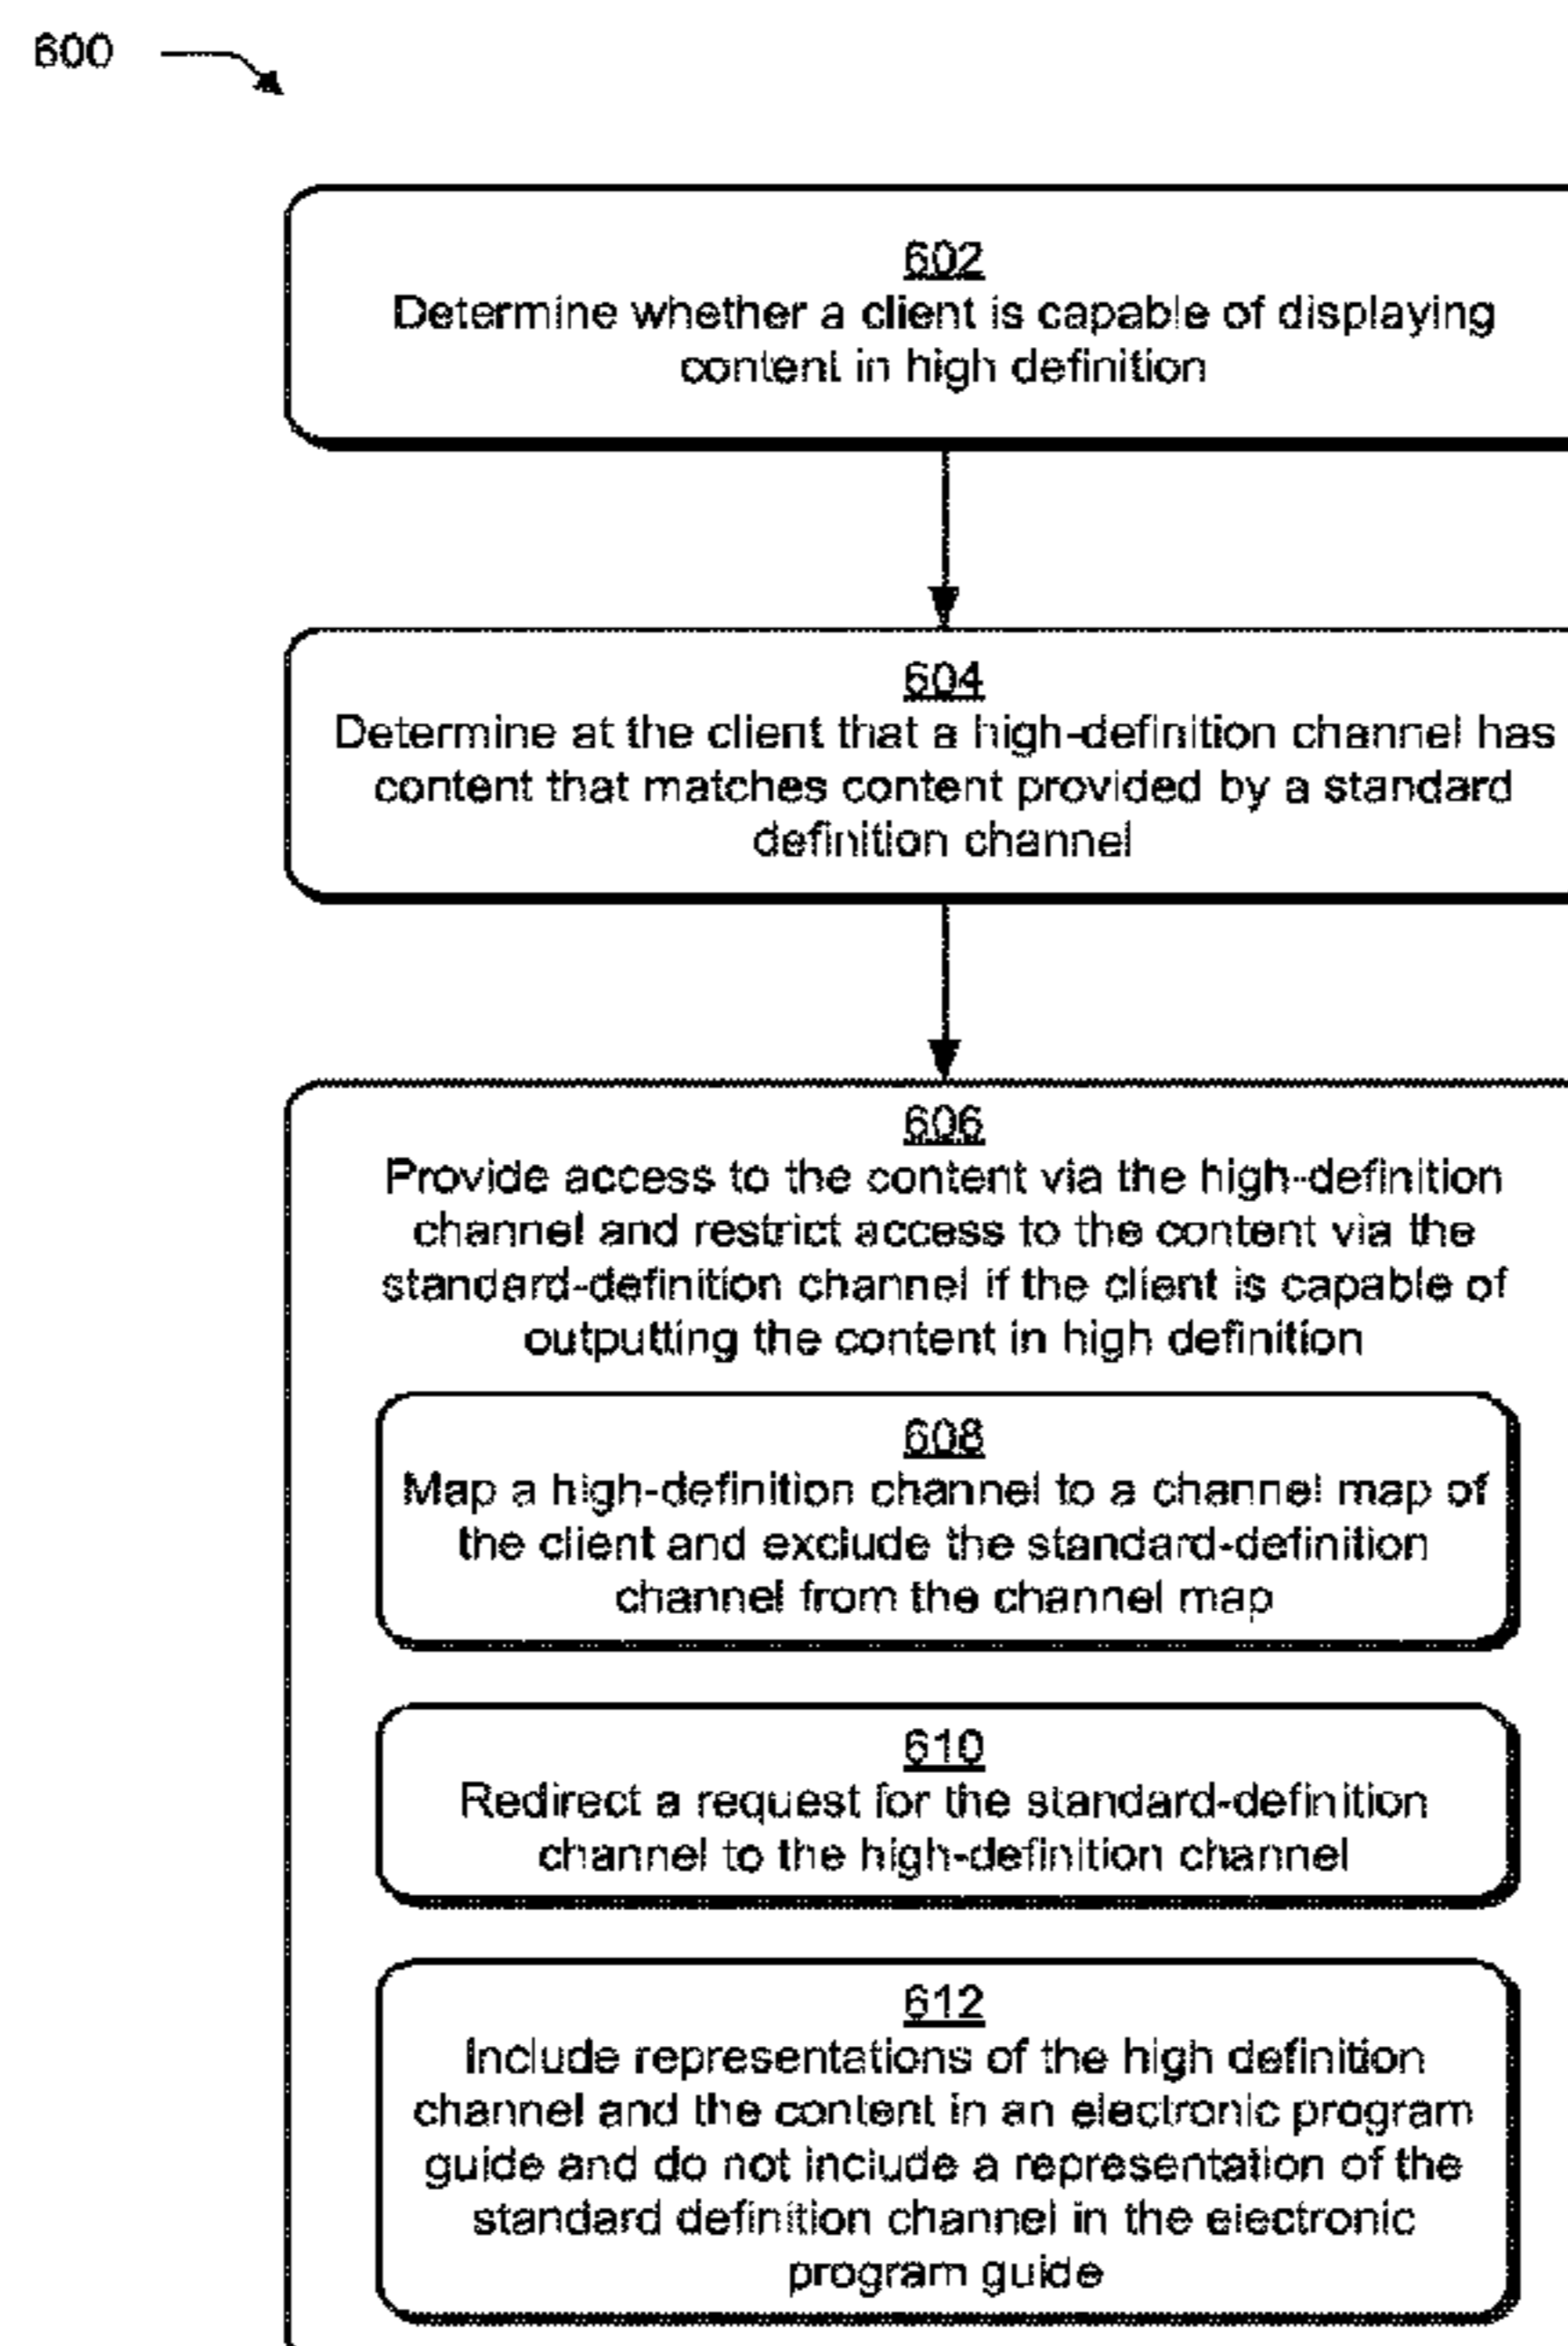 600
602
Determine whether a client is capable of displaying
content in high definition
604
Determine at the client that a high-definition channel has
content that matches content provided by a standard
definition channel
606
Provide access to the content via the high-definition
channel and restrict access to the content via the
standard-definition channel if the client is capable of
outputting the content in high definition
608
Map a high-definition channel to a channel map of
the client and exclude the standard-definition
channel from the channel map
610
Redirect a request for the standard-definition
channel to the high-definition channel
612
Include representations of the high definition
channel and the content in an electronic program
guide and do not include a representation of the
standard definition channel in the electronic
program guide